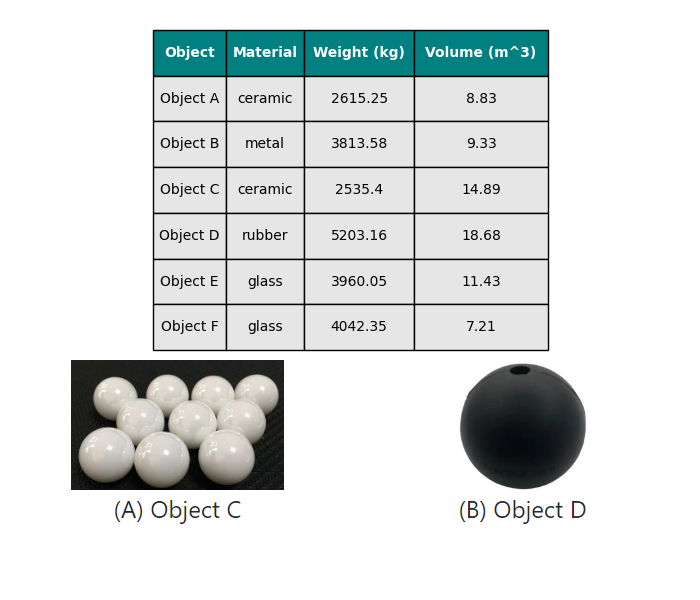 Object Material Weight (kg) Volume (m^3)
Object A ceramic 2615.25 8.83
Object B metal 3813.58 9.33
Object C ceramic 2535.4 14.89
Object D rubber 5203.16 18.68
Object E glass 3960.05 11.43
Object F glass 4042.35 7.21
(A) Object C
(B) Object D